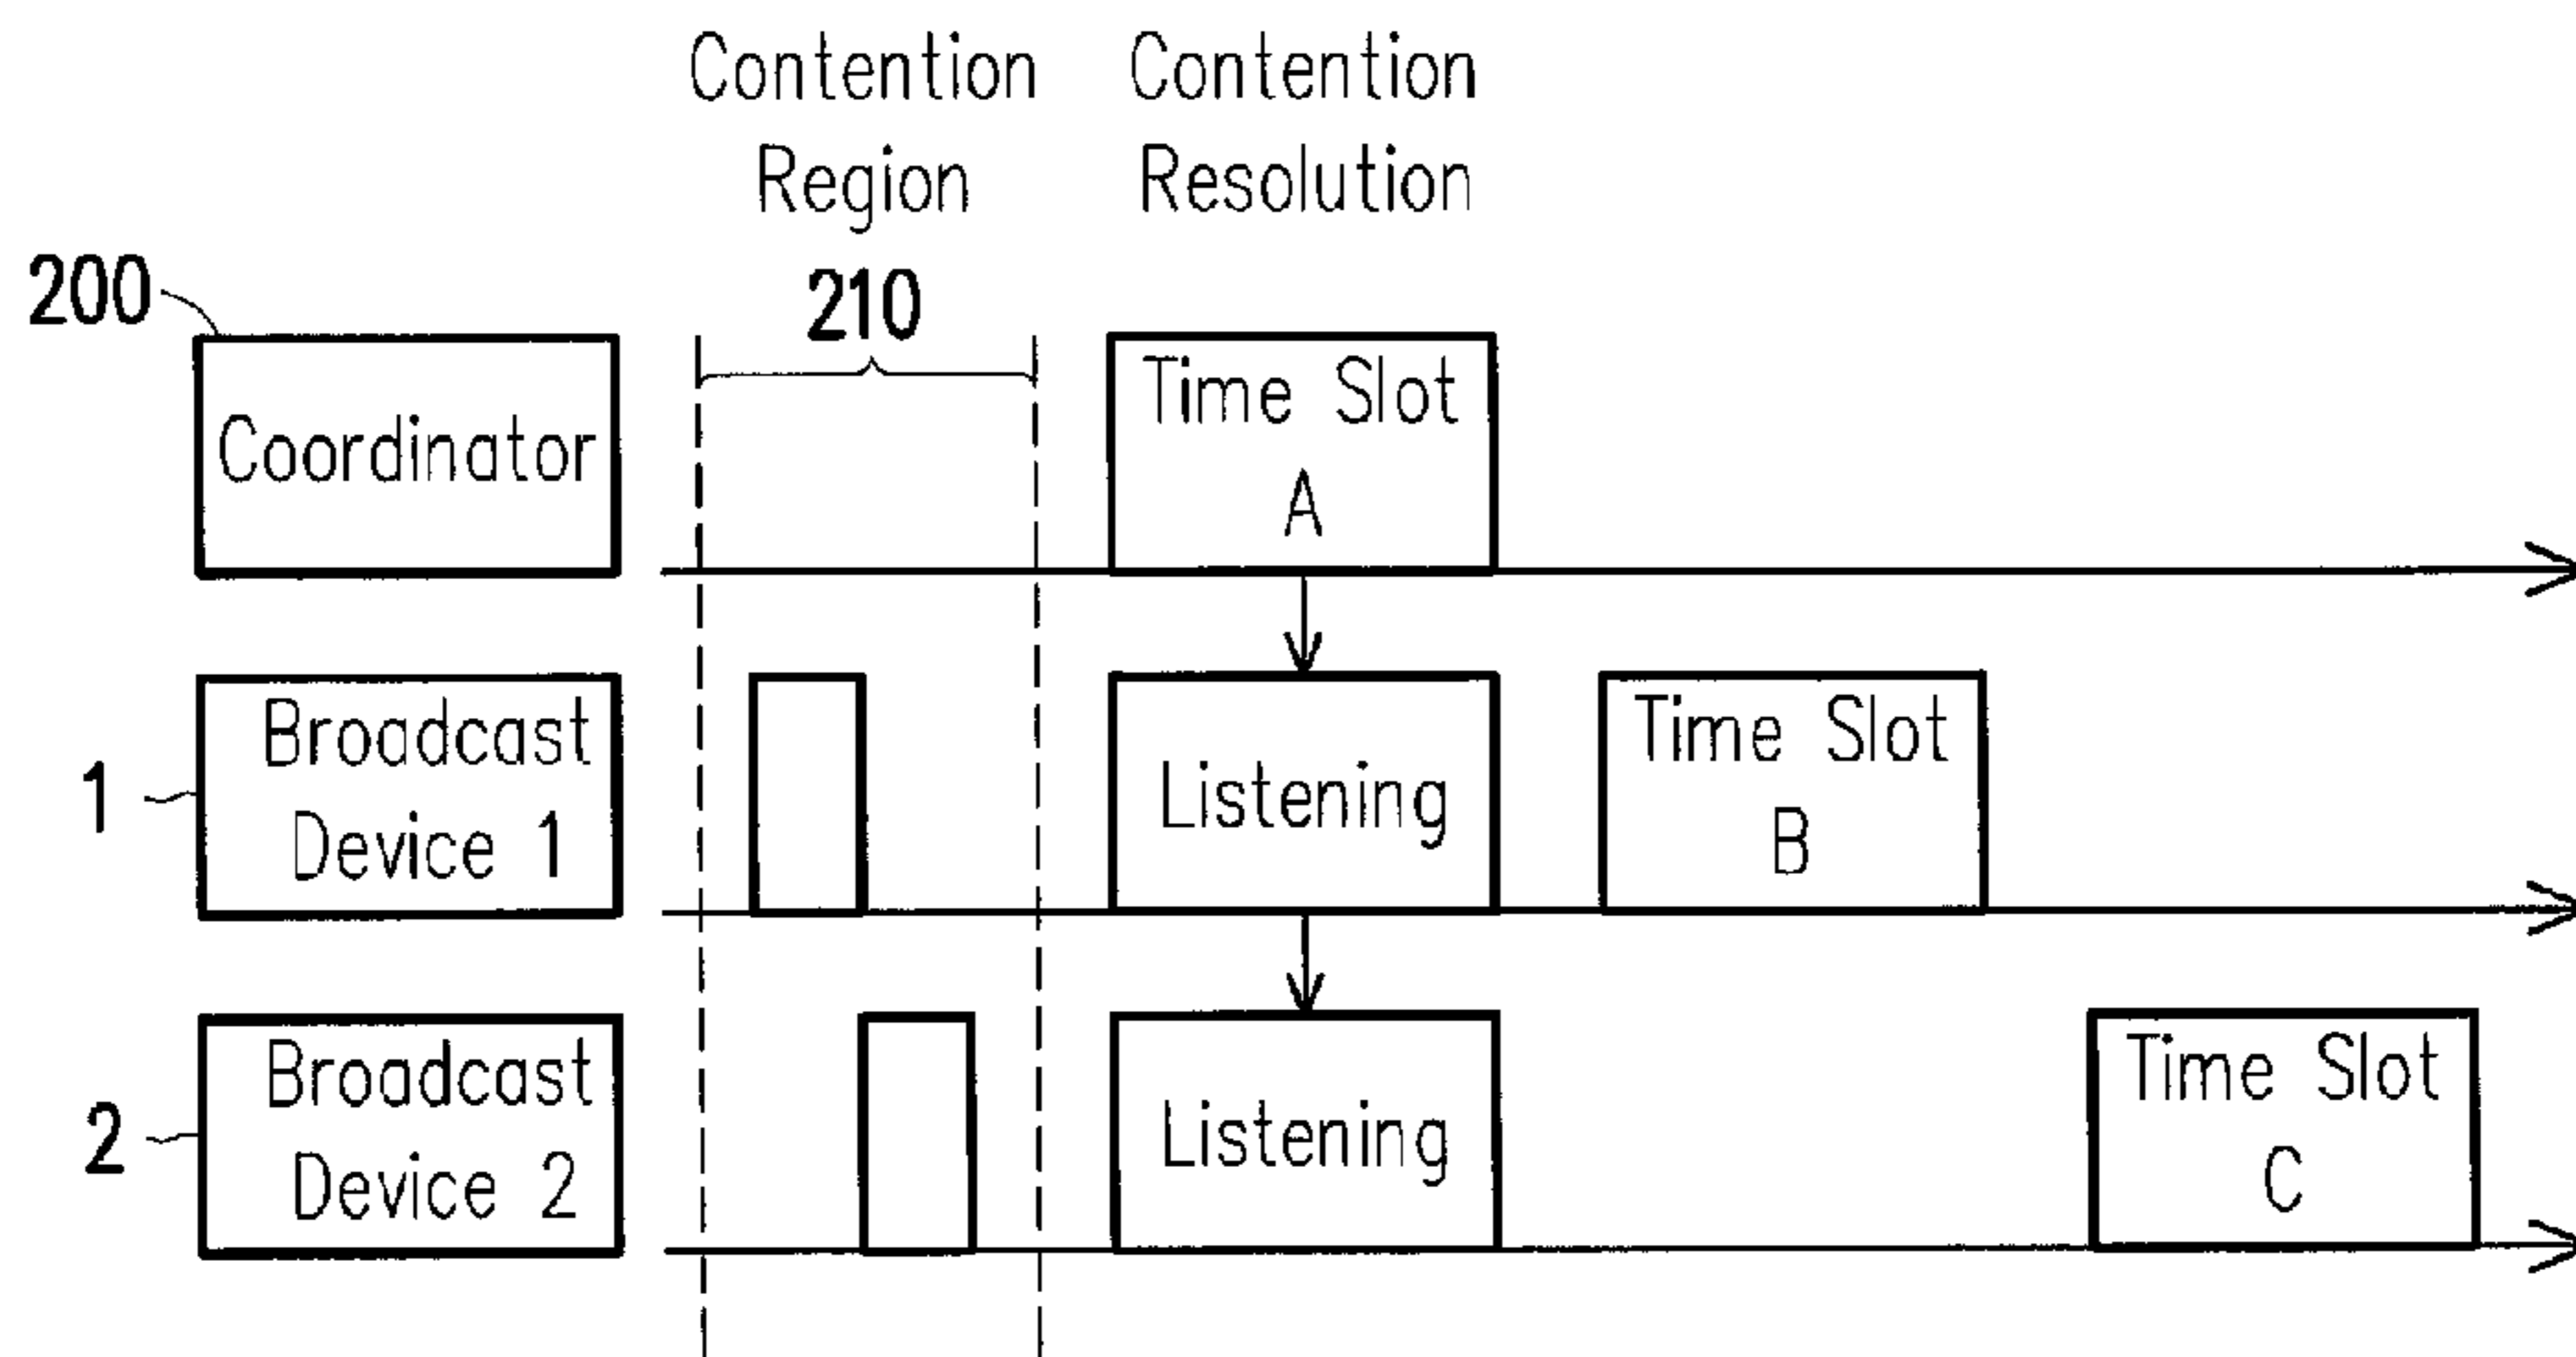 Contention
Region
Contention
Resolution
200
210
Coordinator
Time Slot
A
1
Broadcast
Device 1
Listening
Time Slot
B
2
Broadcast
Device 2
Listening
Time Slot
C